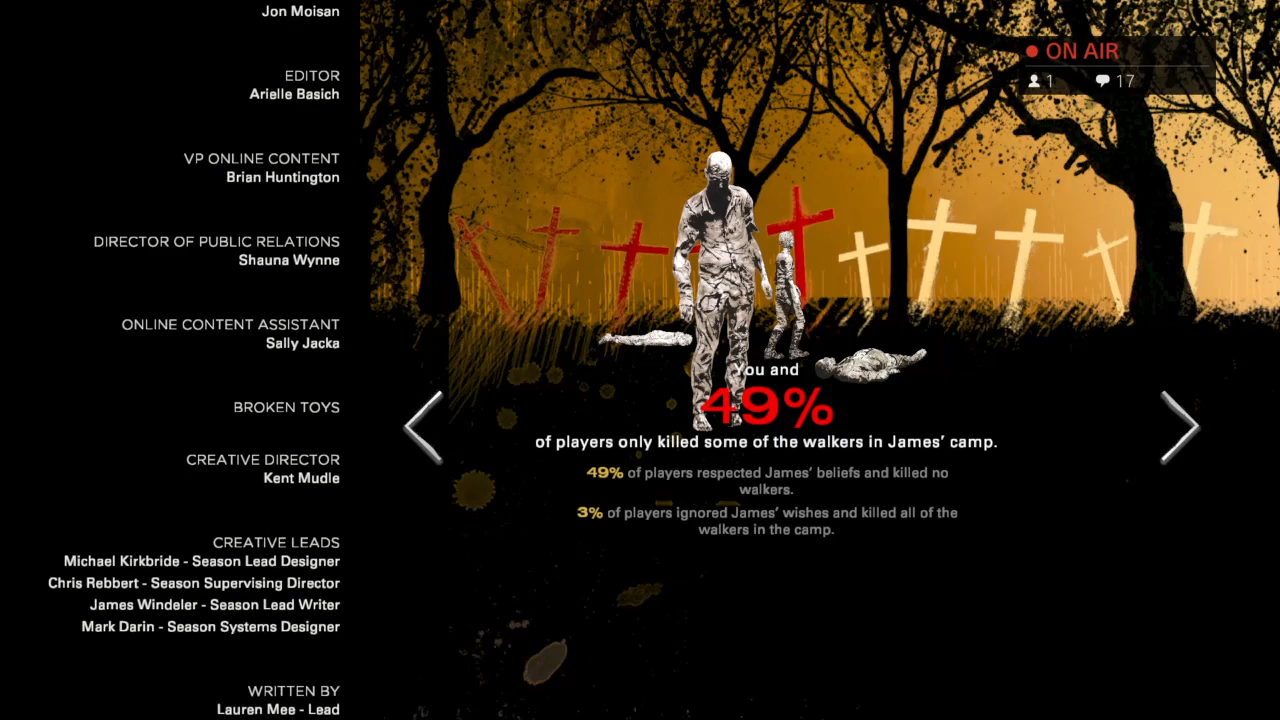 Jon Moisan
EDITOR
Arielle Basich
VP ONLINE CONTENT
Brian Huntington
DIRECTOR OF PUBLIC RELATIONS
Shauna Wynne
ONLINE CONTENT ASSISTANT
Sally Jacka
BROKEN TOYS
CREATIVE DIRECTOR
Kent Mudle
CREATIVE LEADS
Michael Kirkbride - Season Lead Designer
Chris Rebbert - Season Supervising Director
James Windeler - Season Lead Writer
Mark Darin - Season Systems Designer
WRITTEN BY
Lauren Mee - Lead
ON AIR
1 17
You and
49%
of players only killed some of the walkers in James' camp.
49% of players respected James' beliefs and killed no
walkers.
3% of players ignored James' wishes and killed all of the
walkers in the camp.